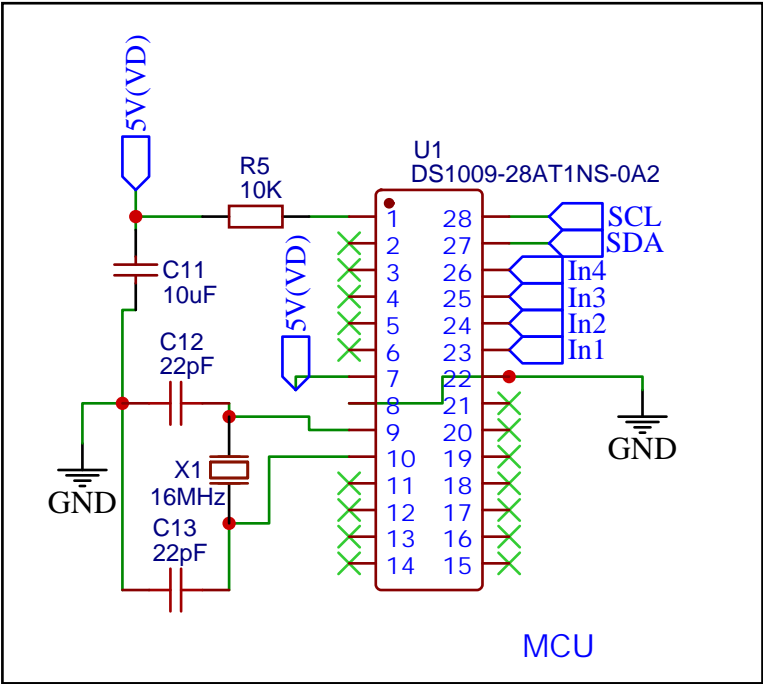 5V(VD)
U1
DS1009-28AT1NS-0A2
R5
10K
1
28
SCL
2
27
SDA
5V(VD)
C11
10uF
3
26
In4
4
25
In3
5
24
In2
6
23
In1
C12
22pF
7
22
8
21
9
20
GND
10
19
X1
16MHz
GND
11
18
12
17
C13
22pF
13
16
14
15
MCU